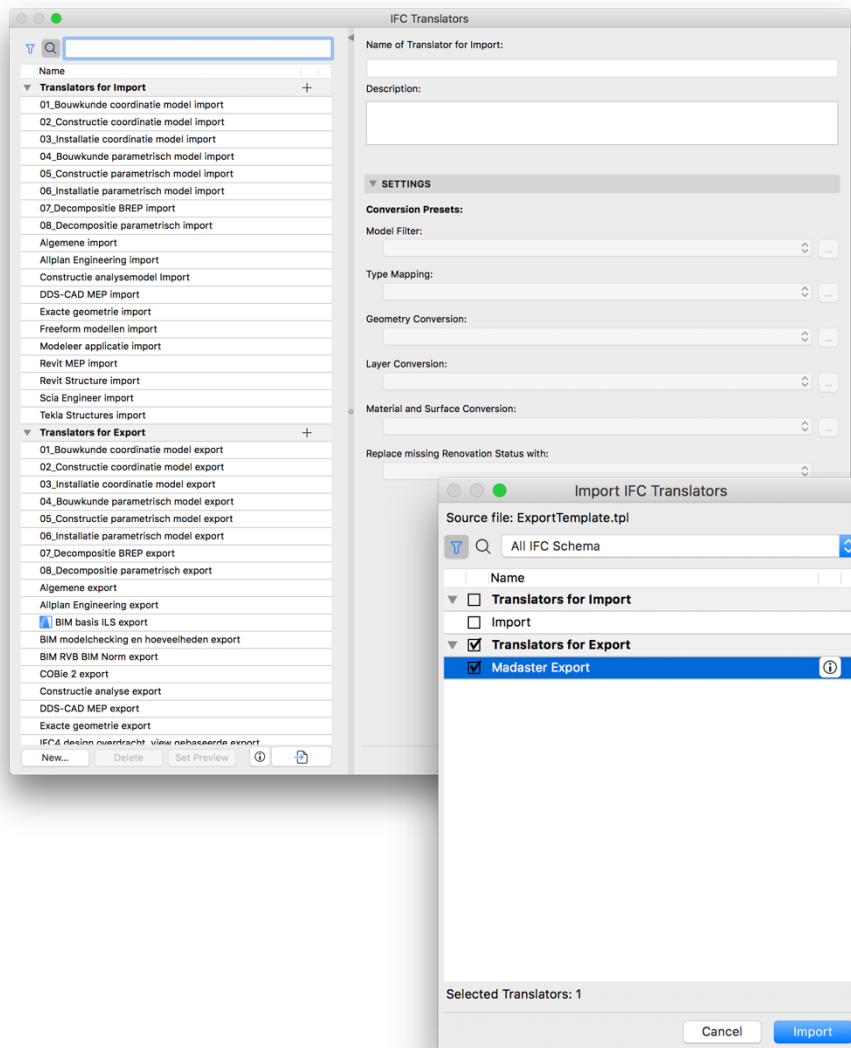 IFC Translators
Name
Translators for Import
01_Bouwkunde coordinatie model import
02_Constructie coordinatie model import
03_Installatie coordinatie model import
04_Bouwkunde parametrisch model import
05_Constructie parametrisch model import
06_Installatie parametrisch model import
07_Decompositie BREP import
08_Decompositie parametrisch import
Algemene import
Allplan Engineering import
Constructie analysemodel Import
DDS-CAD MEP import
Exacte geometrie import
Freeform modellen import
Modeleer applicatie import
Revit MEP import
Revit Structure import
Scia Engineer import
Tekla Structures import
Translators for Export
01_Bouwkunde coordinatie model export
02_Constructie coordinatie model export
03_Installatie coordinatie model export
04_Bouwkunde parametrisch model export
05_Constructie parametrisch model export
06_Installatie parametrisch model export
07_Decompositie BREP export
08_Decompositie parametrisch export
Algemene export
Allplan Engineering export
BIM basis ILS export
BIM modelchecking en hoeveelheden export
BIM RVB BIM Norm export
COBie 2 export
Constructie analyse export
DDS-CAD MEP export
Exacte geometrie export
IFC4 design overdracht_view gebaseerde export
New... Delete Set Preview
Name of Translator for Import:
Description:
SETTINGS
Conversion Presets:
Model Filter:
...
Type Mapping:
...
Geometry Conversion:
...
Layer Conversion:
...
Material and Surface Conversion:
...
Replace missing Renovation Status with:
Import IFC Translators
Source file: ExportTemplate.tpl
All IFC Schema
Name
Translators for Import
Import
Translators for Export
Madaster Export
Selected Translators: 1
Cancel Import